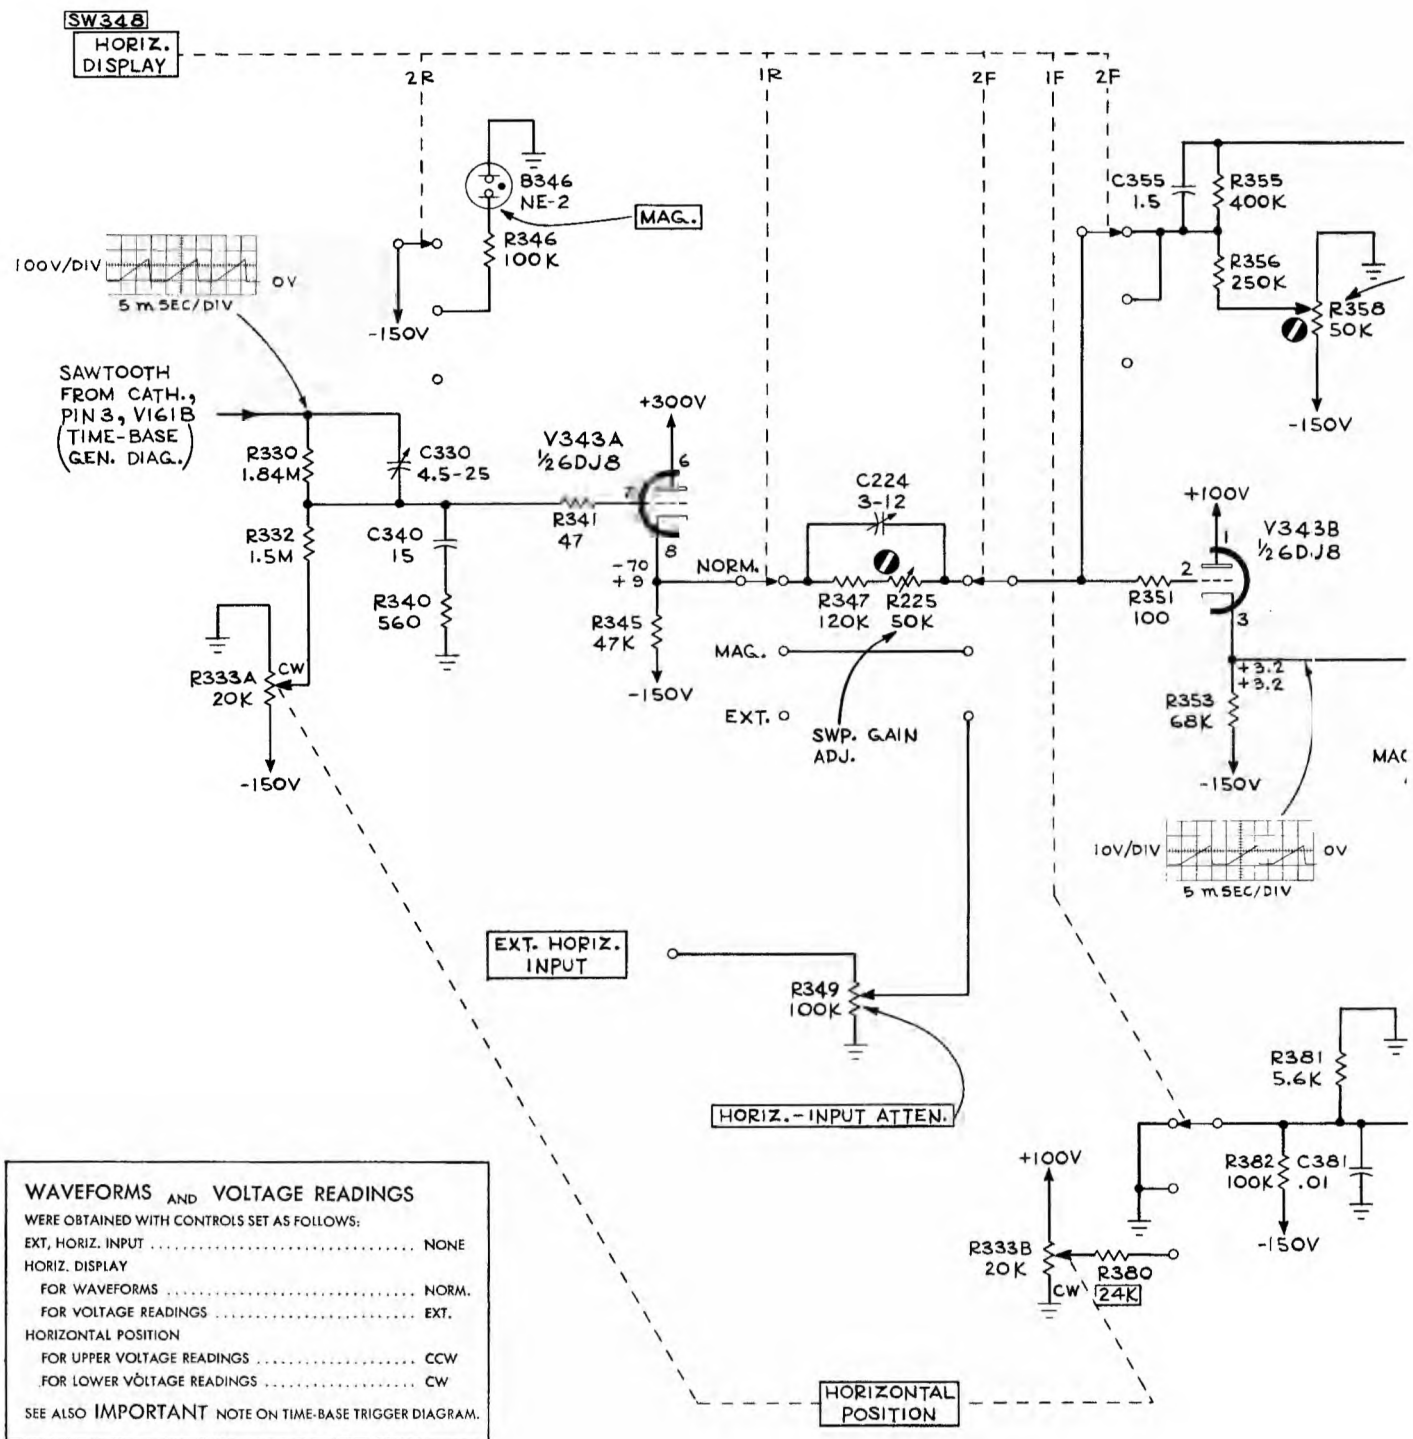 SW348
HORIZ.
DISPLAY
2R
1R
2F
1F
2F
B346
NE-2
MAG.
R346
100K
-150V
100V/DIV
0V
5 mSEC/DIV
C355
1.5
R355
400K
R356
250K
R358
50K
-150V
SAWTOOTH
FROM CATH.,
PIN 3, V161B
(TIME-BASE
GEN. DIAG.)
R330
1.84M
C330
4.5-25
+300V
V343A
½6DJ8
6
7
8
R341
47
R332
1.5M
C340
15
R340
560
-70
+9
NORM.
R345
47K
-150V
C224
3-12
R347
120K
R225
50K
MAG.
EXT.
SWP. GAIN
ADJ.
R333A
20K
CW
-150V
+100V
V343B
½6DJ8
1
2
3
R351
100
+3.2
+3.2
R353
68K
-150V
MAG
10V/DIV
0V
5 mSEC/DIV
EXT. HORIZ.
INPUT
R349
100K
HORIZ.-INPUT ATTEN.
R381
5.6K
R382
100K
C381
.01
-150V
+100V
R333B
20K
CW
R380
24K
HORIZONTAL
POSITION
WAVEFORMS AND VOLTAGE READINGS
WERE OBTAINED WITH CONTROLS SET AS FOLLOWS:
EXT, HORIZ. INPUT ................................ NONE
HORIZ. DISPLAY
FOR WAVEFORMS .................... NORM.
FOR VOLTAGE READINGS ......................... EXT.
HORIZONTAL POSITION
FOR UPPER VOLTAGE READINGS ................... CCW
FOR LOWER VOLTAGE READINGS .................. CW
SEE ALSO IMPORTANT NOTE ON TIME-BASE TRIGGER DIAGRAM.